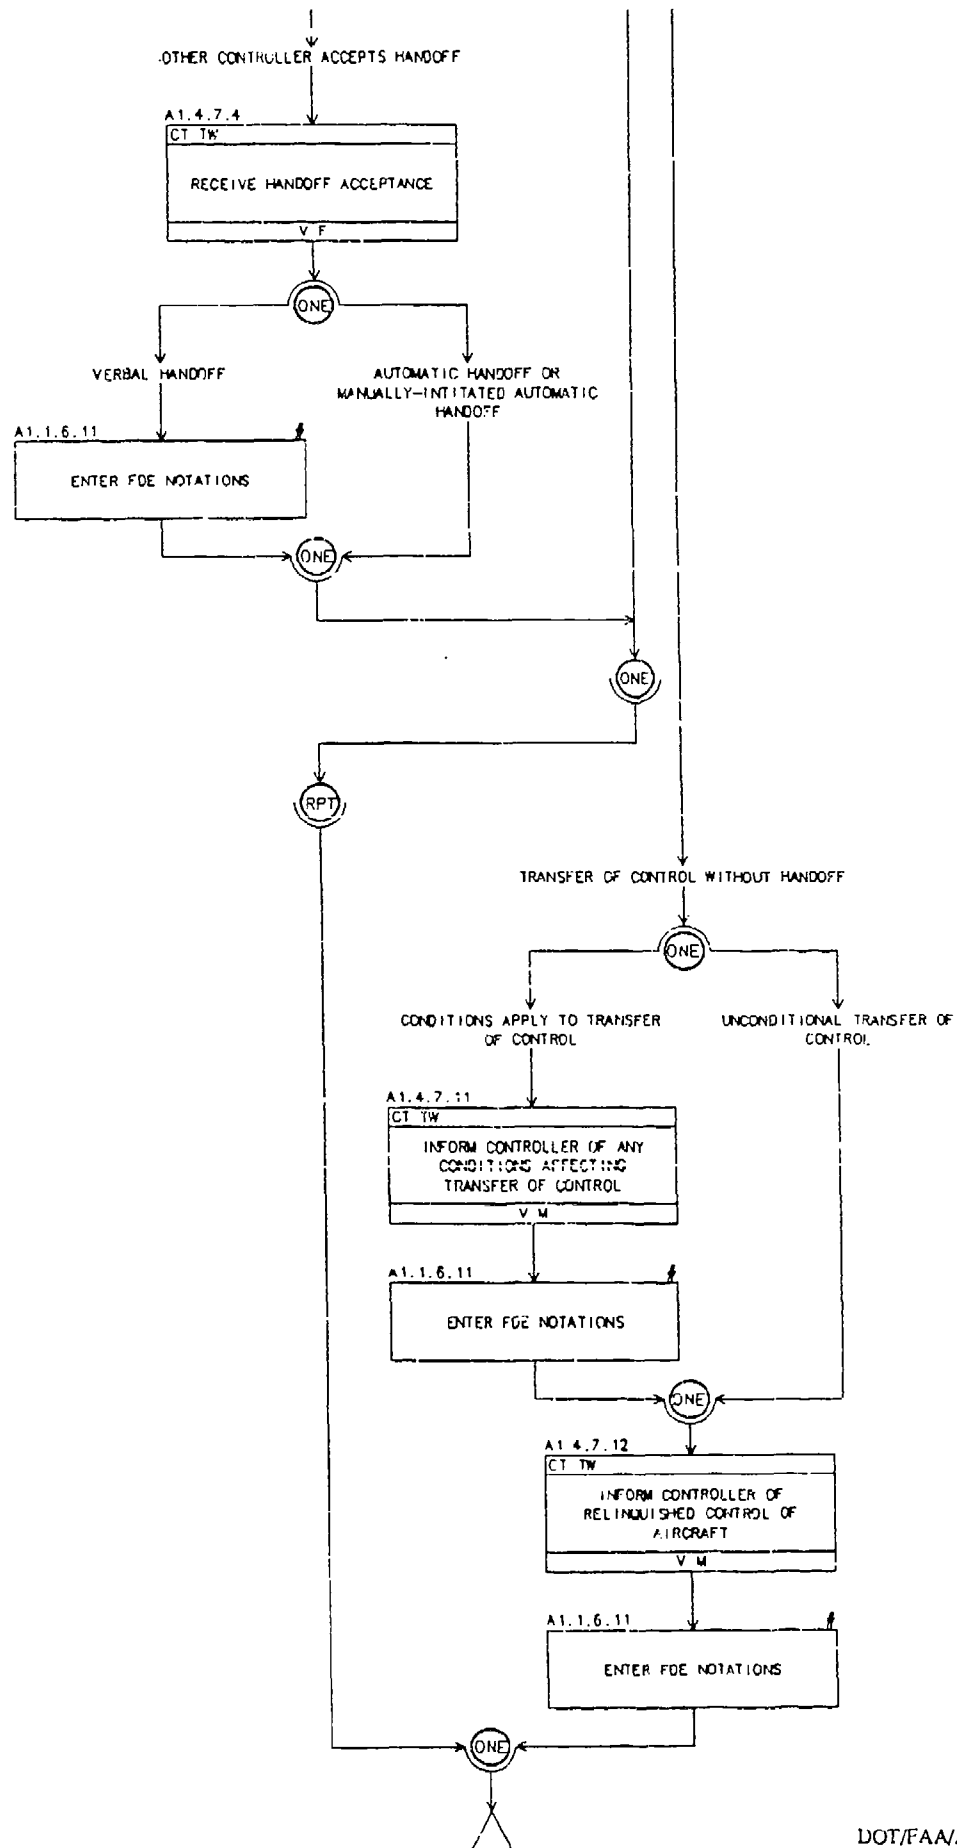 OTHER CONTROLLER ACCEPTS HANDOFF
A1.4.7.4
CT TW
RECEIVE HANDOFF ACCEPTANCE
V F
ONE
VERBAL HANDOFF
AUTOMATIC HANDOFF OR
MANUALLY-INTITATED AUTOMATIC
HANDOFF
A1.1.6.11
ENTER FDE NOTATIONS
ONE
ONE
RPT
TRANSFER OF CONTROL WITHOUT HANDOFF
ONE
CONDITIONS APPLY TO TRANSFER
OF CONTROL
UNCONDITIONAL TRANSFER OF
CONTROL
A1.4.7.11
CT TW
INFORM CONTROLLER OF ANY
CONDITIONS AFFECTING
TRANSFER OF CONTROL
V M
A1.1.6.11
ENTER FDE NOTATIONS
ONE
A1.4.7.12
CT TW
INFORM CONTROLLER OF
RELINQUISHED CONTROL OF
AIRCRAFT
V M
A1.1.6.11
ENTER FDE NOTATIONS
ONE
DOT/FAA/